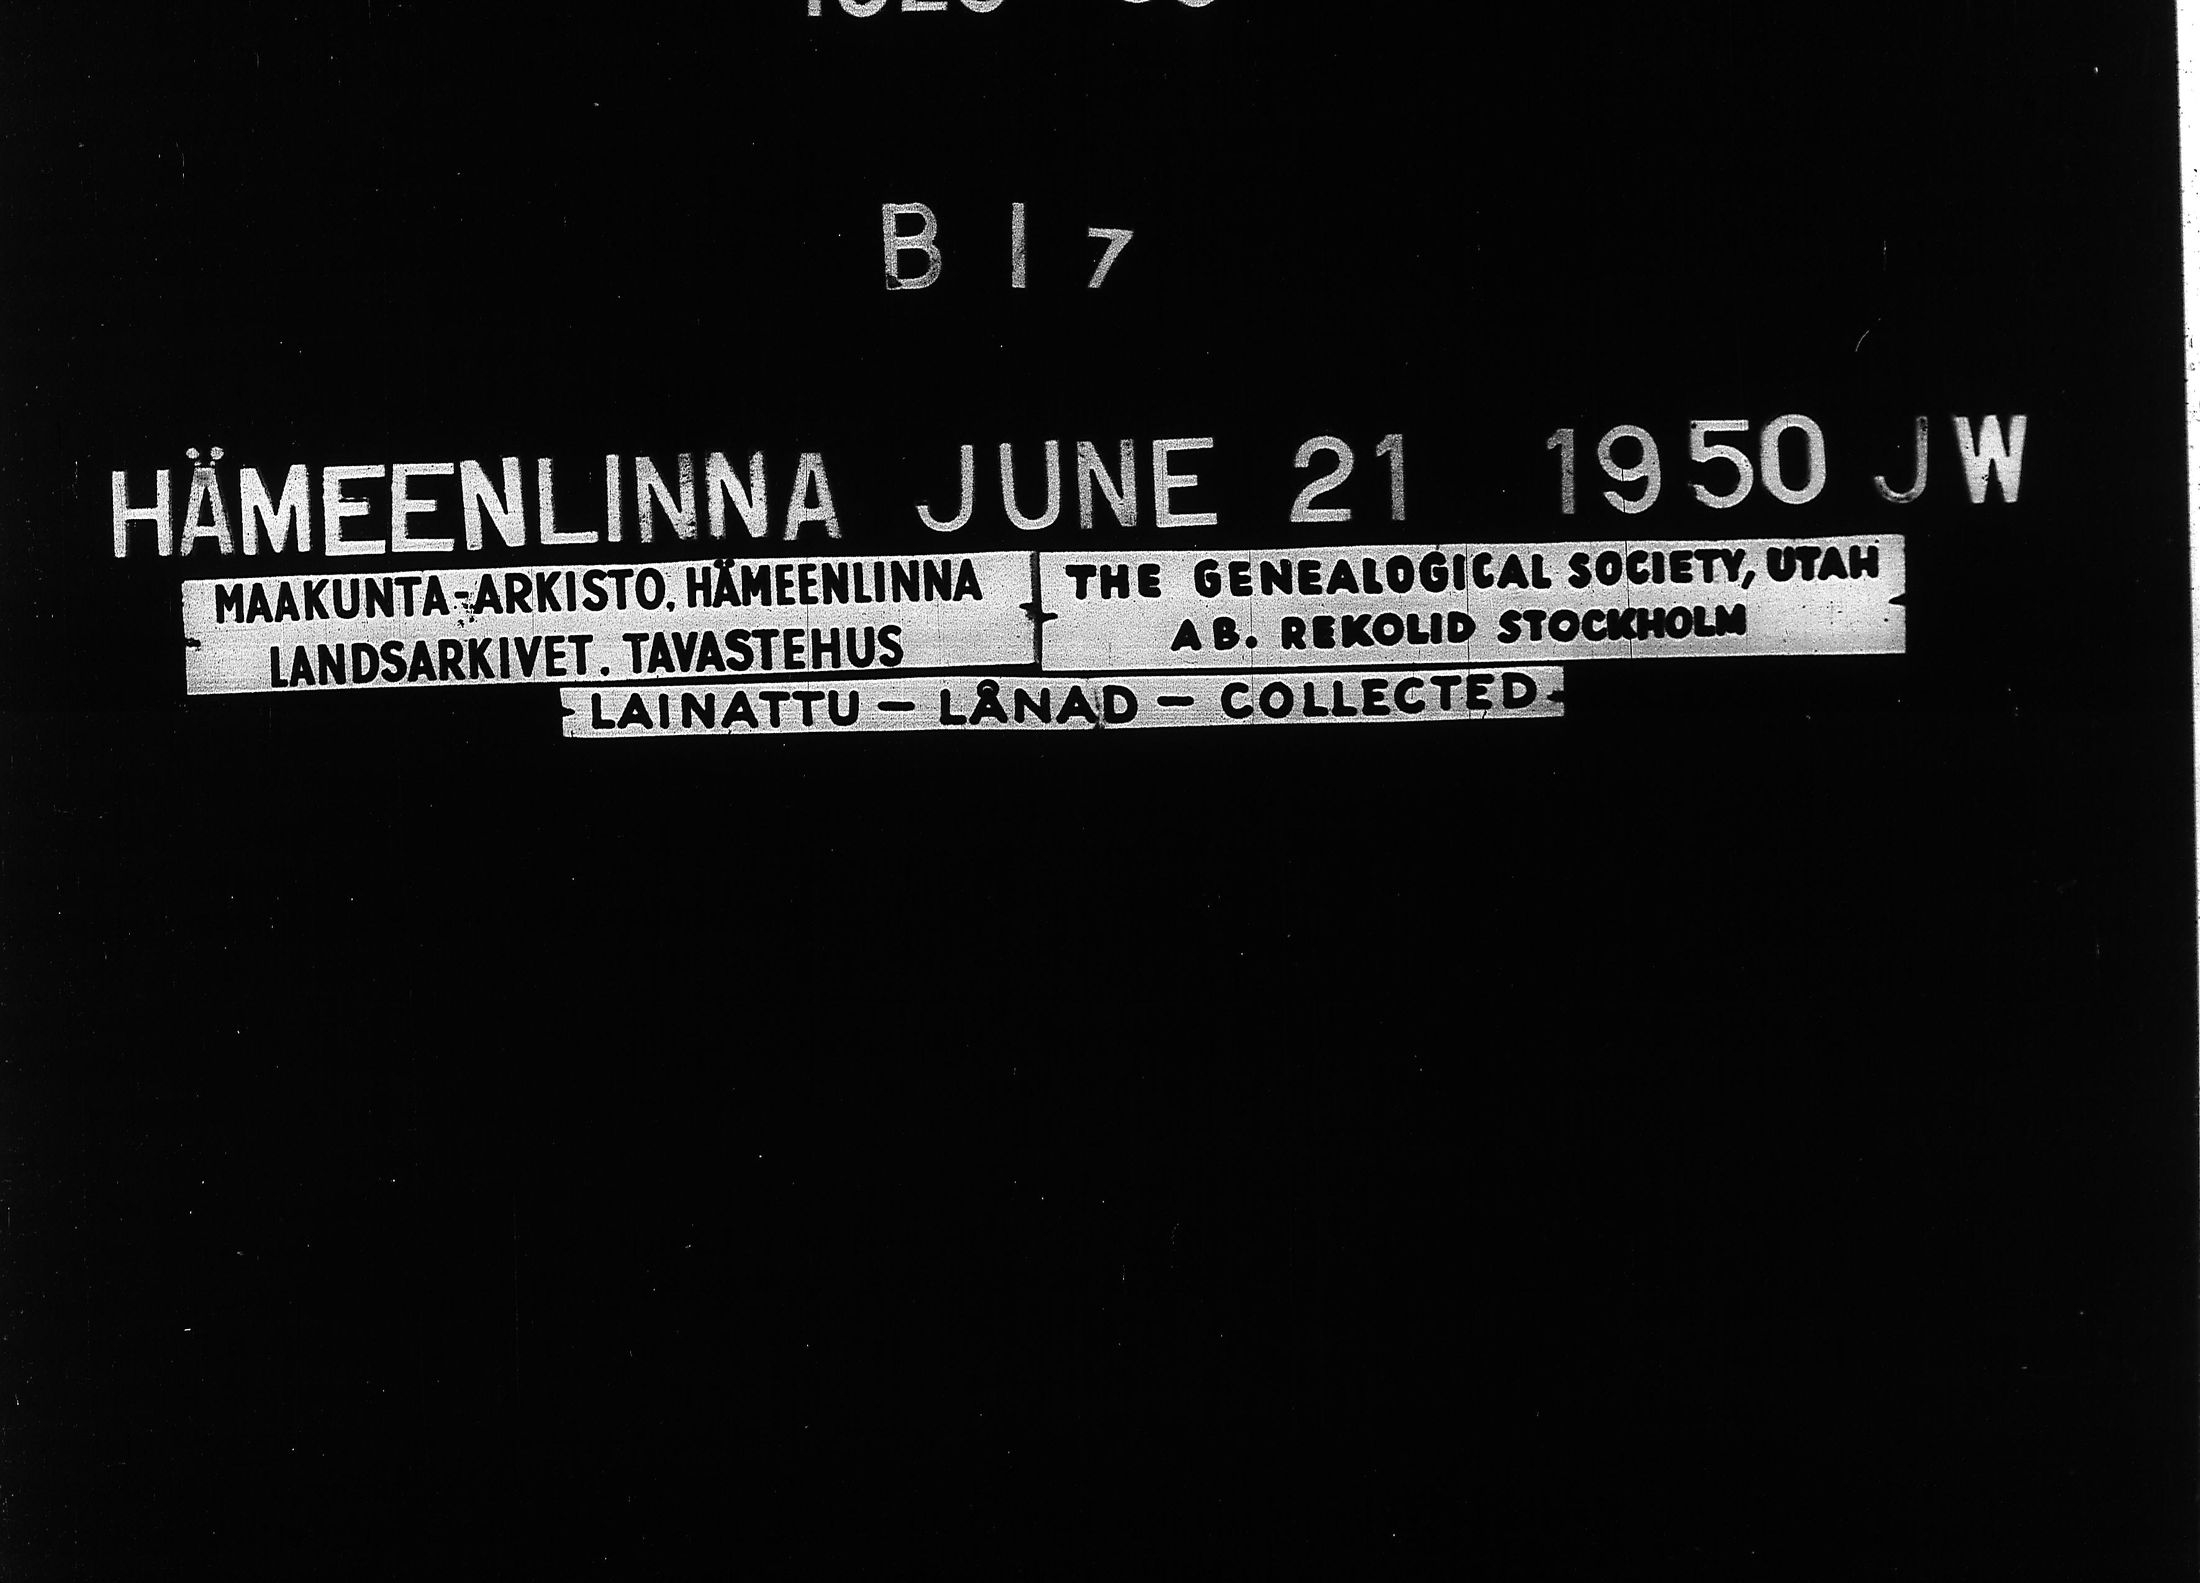 B I 7
HÄMEENLINNA JUNE 21 1950 JW
MAAKUNTA-ARKISTO, HÄMEENLINNA
LANDSARKIVET. TAVASTEHUS
THE GENEALOGICAL SOCIETY, UTAH
AB. REKOLID STOCKHOLM
LAINATTU - LÅNAD - COLLECTED